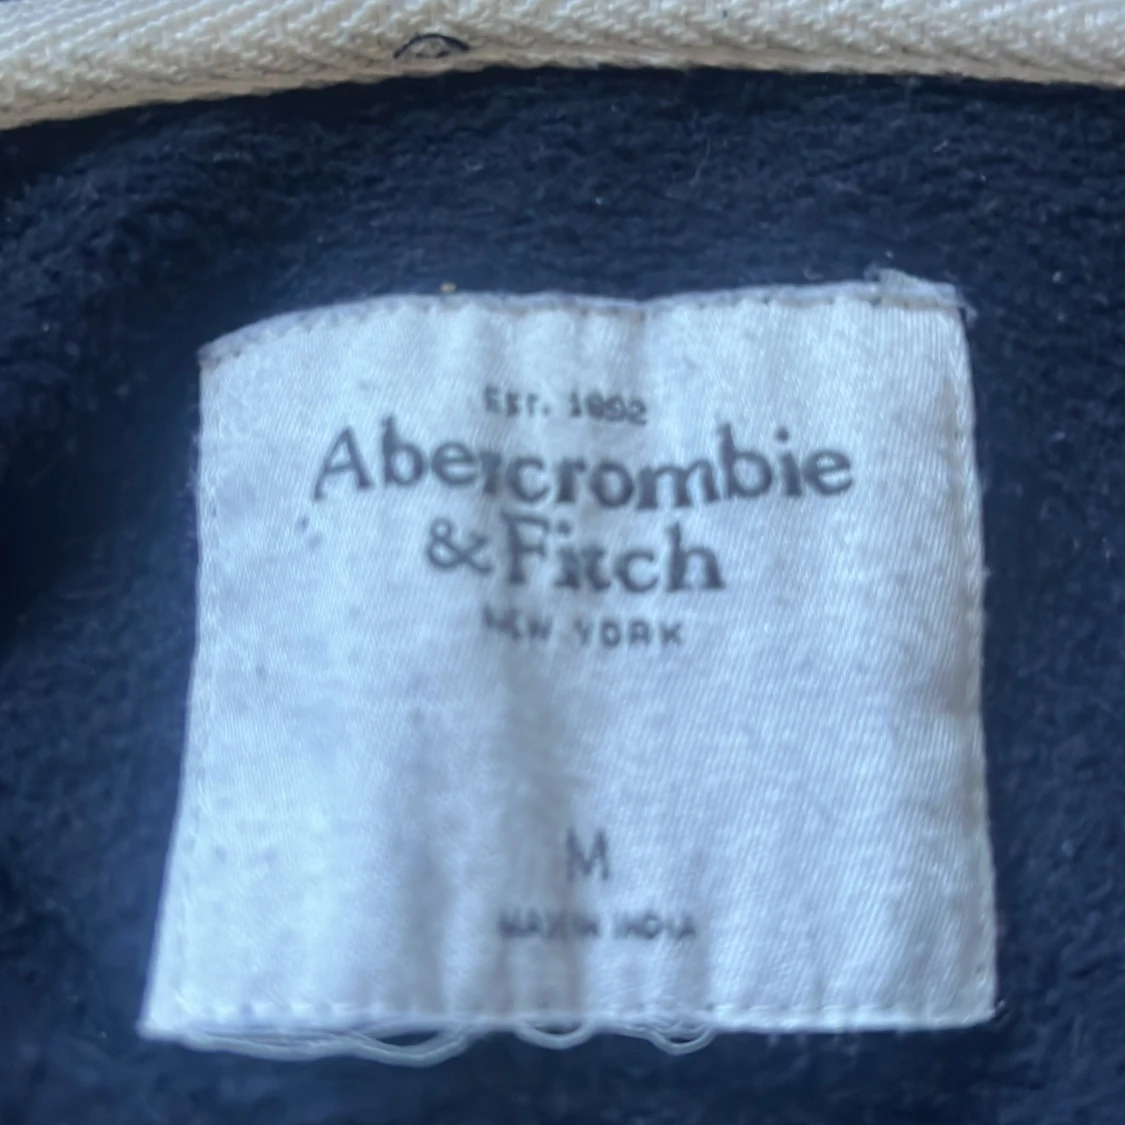 EST. 1892
Abercrombie
& Fitch
NEW YORK
M
MADE IN INDIA